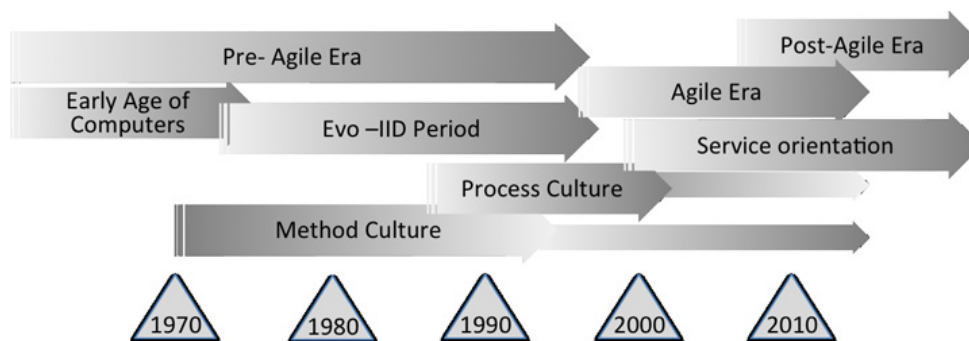 Pre- Agile Era
Post-Agile Era
Early Age of
Computers
Agile Era
Evo –IID Period
Service orientation
Process Culture
Method Culture
1970
1980
1990
2000
2010